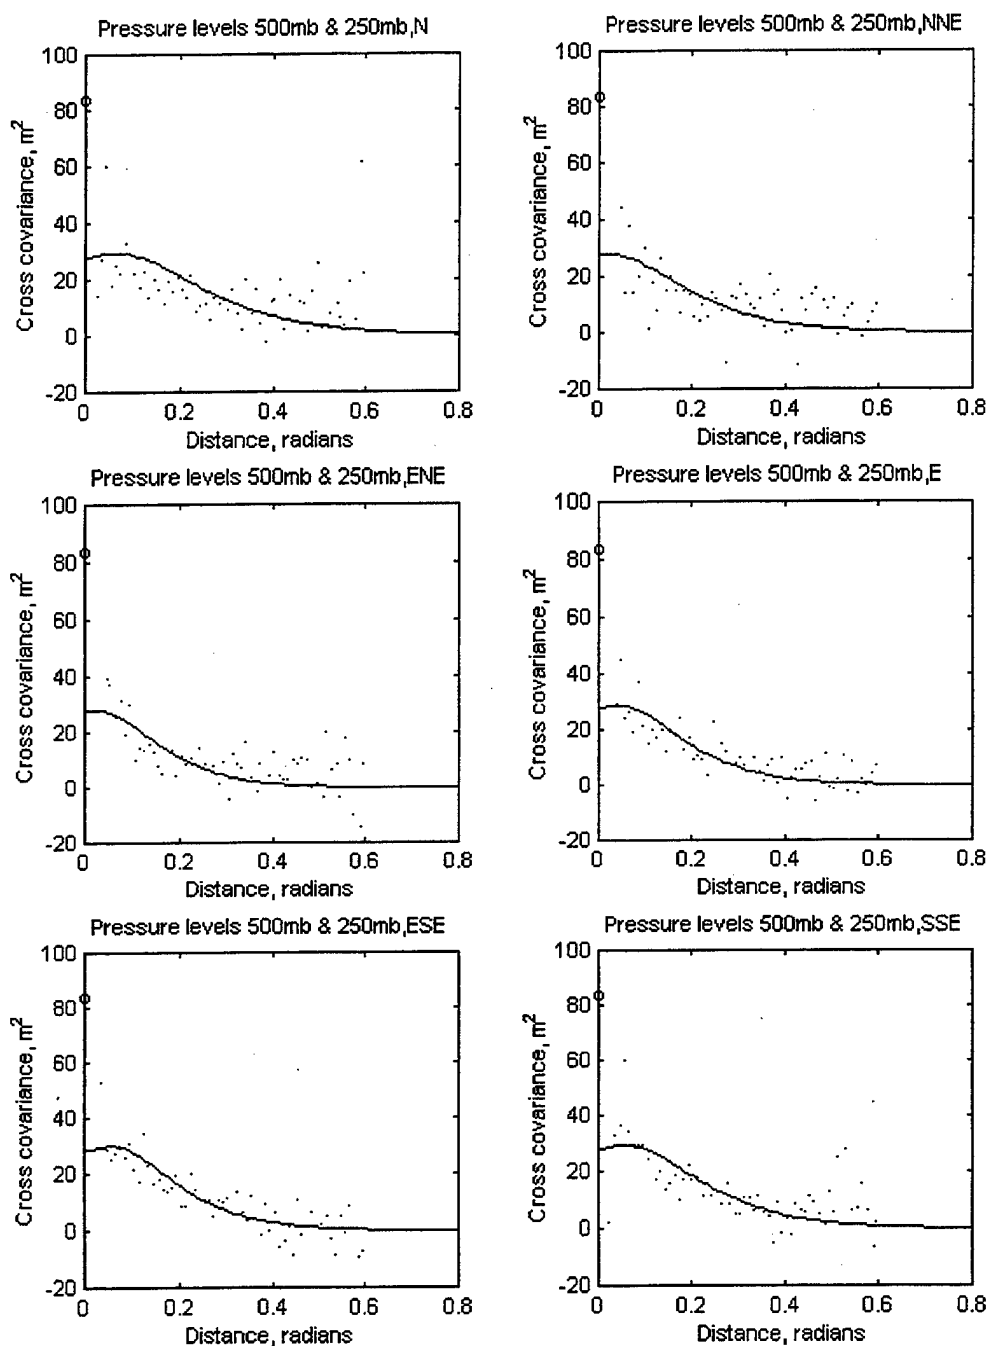 Pressure levels 500mb & 250mb,N
100
80
60
40
20
0
-20
Cross covariance, m²
0 0.2 0.4 0.6 0.8
Distance, radians
Pressure levels 500mb & 250mb,NNE
100
80
60
40
20
0
-20
Cross covariance, m²
0 0.2 0.4 0.6 0.8
Distance, radians
Pressure levels 500mb & 250mb,ENE
100
80
60
40
20
0
-20
Cross covariance, m²
0 0.2 0.4 0.6 0.8
Distance, radians
Pressure levels 500mb & 250mb,E
100
80
60
40
20
0
-20
Cross covariance, m²
0 0.2 0.4 0.6 0.8
Distance, radians
Pressure levels 500mb & 250mb,ESE
100
80
60
40
20
0
-20
Cross covariance, m²
0 0.2 0.4 0.6 0.8
Distance, radians
Pressure levels 500mb & 250mb,SSE
100
80
60
40
20
0
-20
Cross covariance, m²
0 0.2 0.4 0.6 0.8
Distance, radians